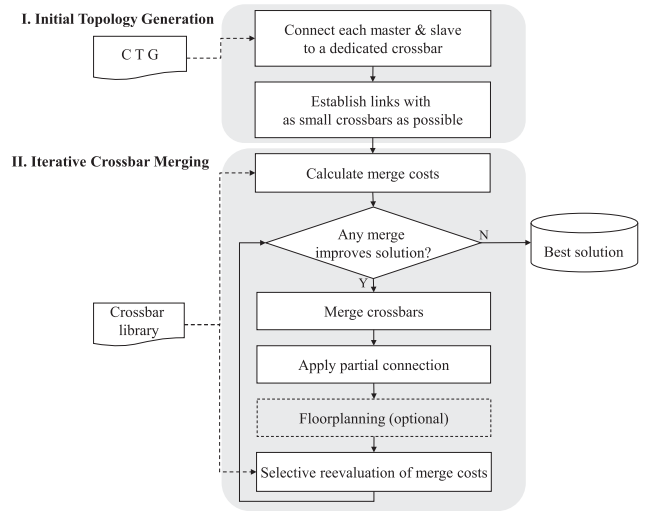 I. Initial Topology Generation
C T G
Connect each master & slave
to a dedicated crossbar
Establish links with
as small crossbars as possible
II. Iterative Crossbar Merging
Calculate merge costs
Any merge
improves solution?
N
Best solution
Y
Crossbar
library
Merge crossbars
Apply partial connection
Floorplanning (optional)
Selective reevaluation of merge costs